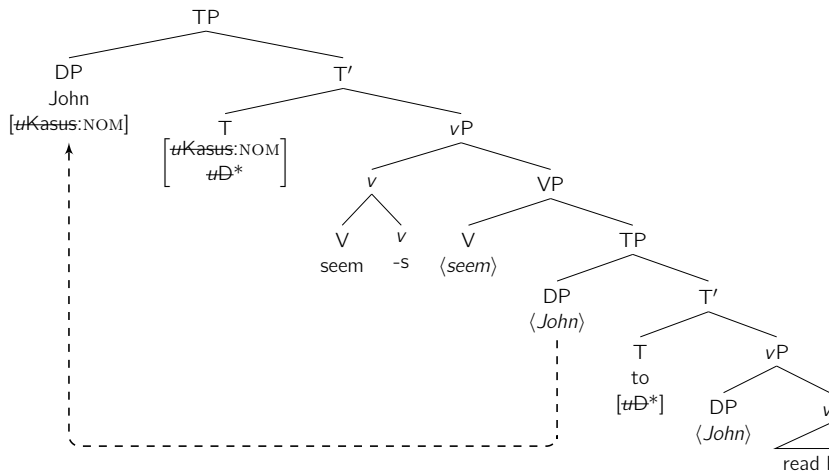 TP
DP
T′
John
[uKasus:NOM]
T
vP
[uKasus:NOM
uD*]
v
VP
V
v
V
TP
seem
-s
⟨seem⟩
DP
T′
⟨John⟩
T
vP
to
[uD*]
DP
⟨John⟩
read